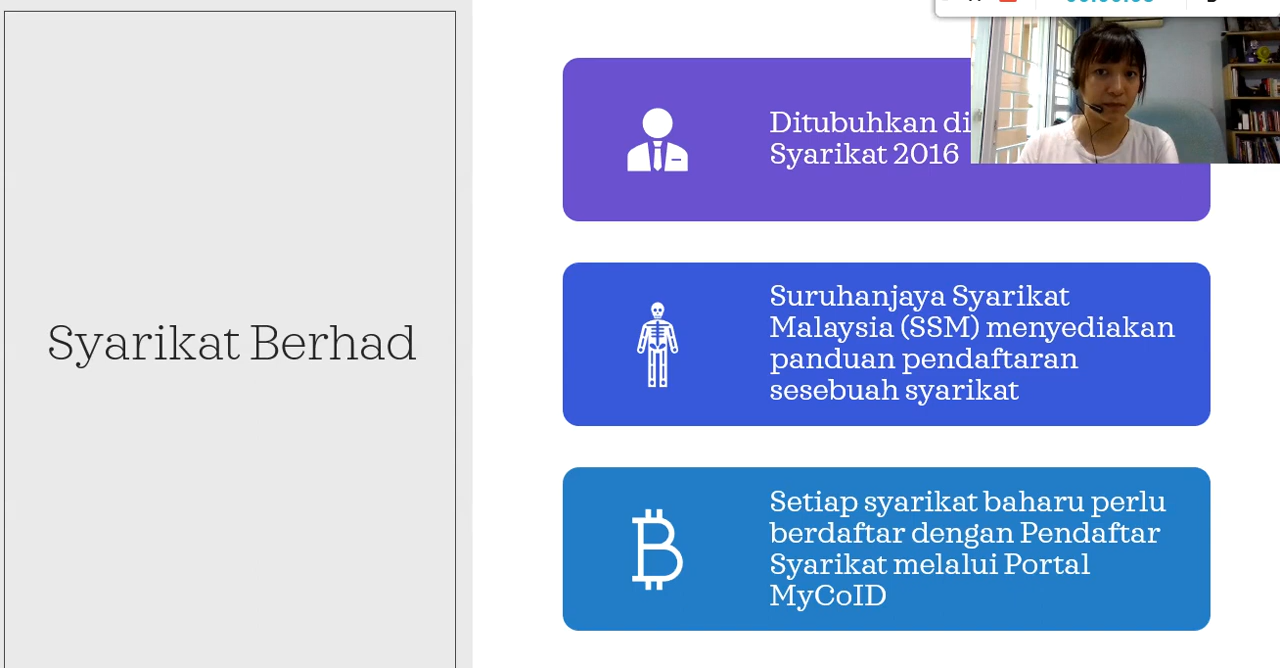 Syarikat Berhad
Ditubuhkan di
Syarikat 2016
Suruhanjaya Syarikat
Malaysia (SSM) menyediakan
panduan pendaftaran
sesebuah syarikat
Setiap syarikat baharu perlu
berdaftar dengan Pendaftar
Syarikat melalui Portal
MyCoID